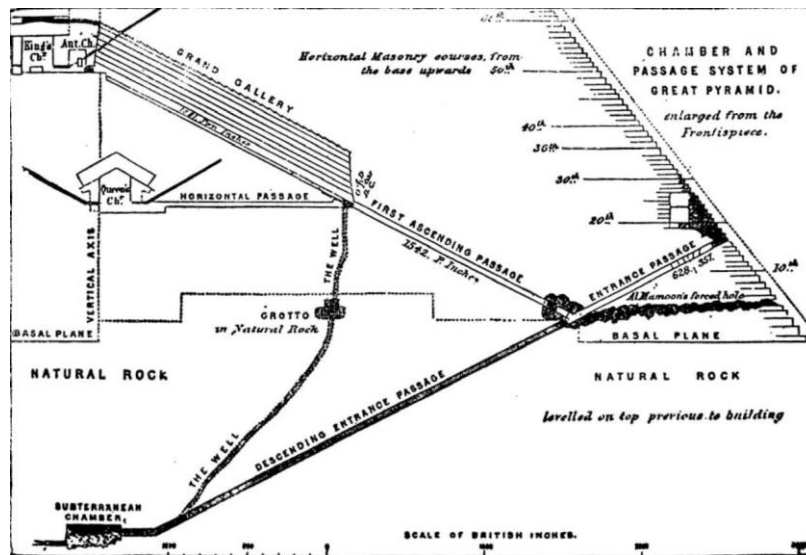 King's
Ch.
Ant. Ch.
GRAND GALLERY
Horizontal Masonry courses, from
the base upwards
50th
40th
30th
20th
10th
CHAMBER AND
PASSAGE SYSTEM OF
GREAT PYRAMID.
enlarged from the
Frontispiece.
Queen's
Ch.
HORIZONTAL PASSAGE
FIRST ASCENDING PASSAGE
1542. P. Inches
THE WELL
ENTRANCE PASSAGE
628.
Al Mamoon's forced hole
VERTICAL AXIS
GROTTO
in Natural Rock
BASAL PLANE
BASAL PLANE
NATURAL ROCK
NATURAL ROCK
levelled on top previous to building
DESCENDING ENTRANCE PASSAGE
THE WELL
SUBTERRANEAN
CHAMBER
SCALE OF BRITISH INCHES.